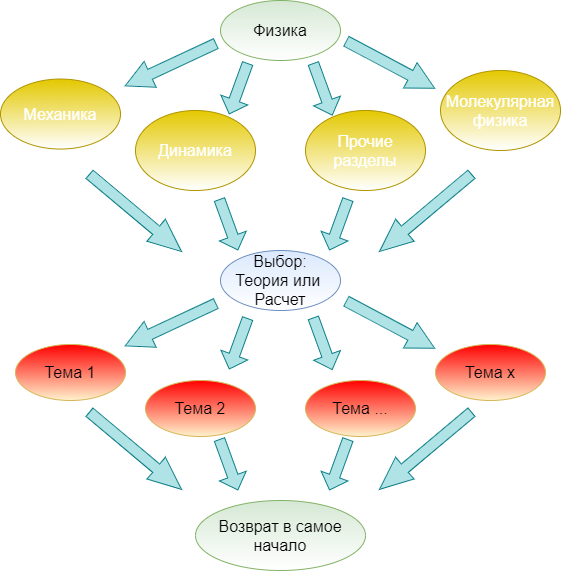 Физика
Механика
Динамика
Прочие
разделы
Молекулярная
физика
Выбор:
Теория или
Расчет
Тема 1
Тема 2
Тема ...
Тема x
Возврат в самое
начало